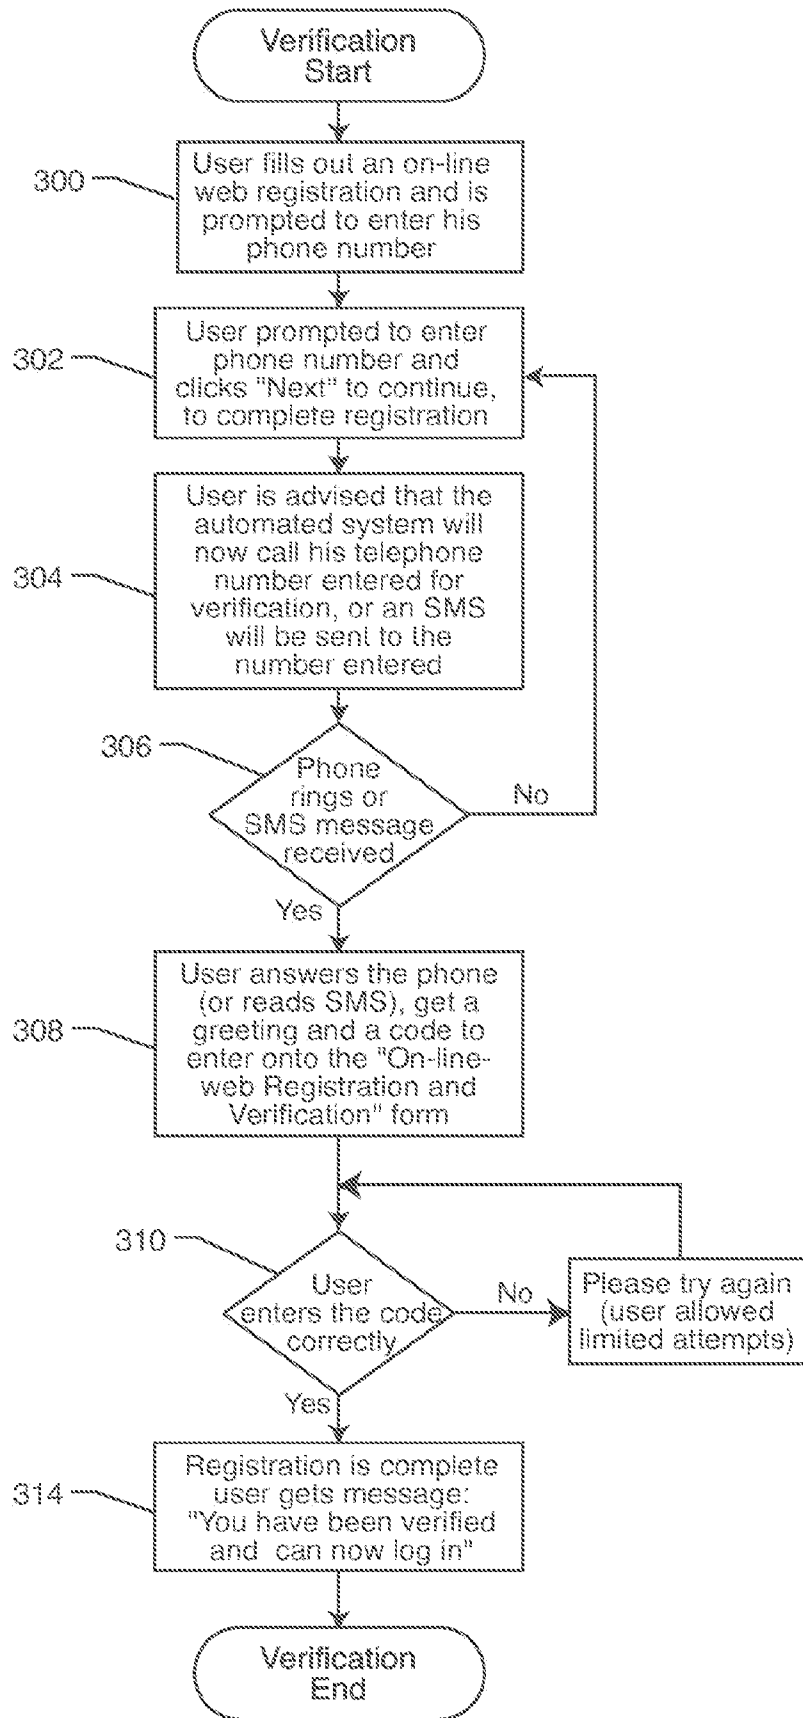 Verification
Start
300
User fills out an on-line
web registration and is
prompted to enter his
phone number
302
User prompted to enter
phone number and
clicks "Next" to continue,
to complete registration
304
User is advised that the
automated system will
now call his telephone
number entered for
verification, or an SMS
will be sent to the
number entered
306
Phone
rings or
SMS message
received
No
Yes
308
User answers the phone
(or reads SMS), get a
greeting and a code to
enter onto the "On-line-
web Registration and
Verification" form
310
User
enters the code
correctly
No
Please try again
(user allowed
limited attempts)
Yes
314
Registration is complete
user gets message:
"You have been verified
and can now log in"
Verification
End